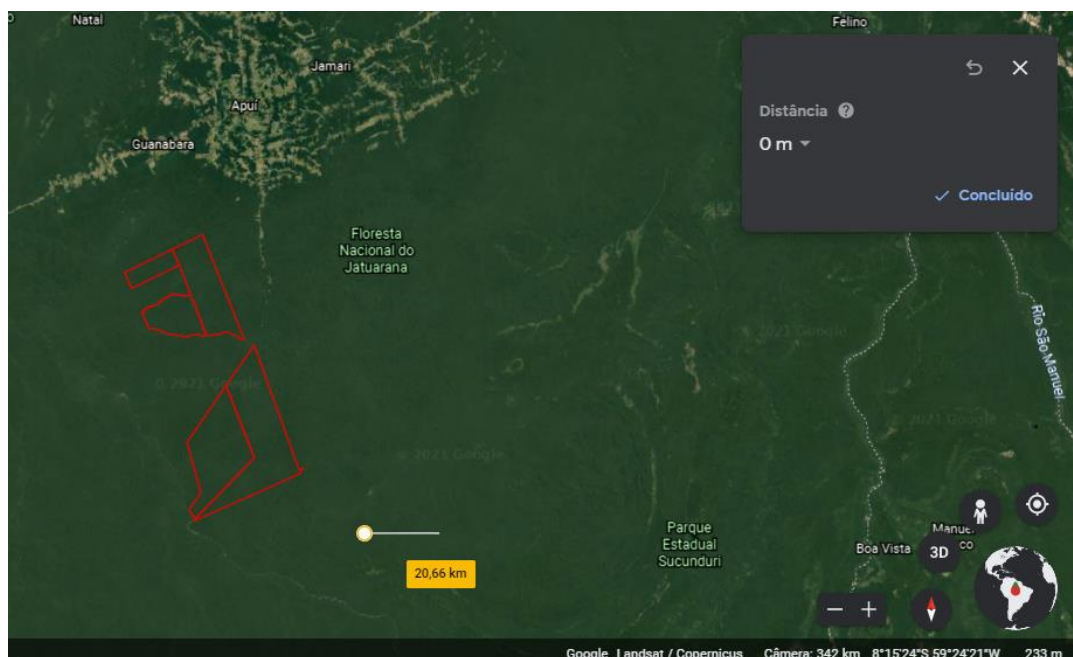 Natal
Felino
Jamari
Apuí
Guanabara
Distância ?
0 m
Concluído
Floresta
Nacional do
Jatuarana
© 2021 Google
Rio São Manuel
© 2021 Google
2021 Google
© 2021 Google
Parque
Estadual
Sucunduri
Boa Vista
3D
20,66 km
Google Landsat / Copernicus Câmera: 342 km 8°15'24"S 59°24'21"W 233 m